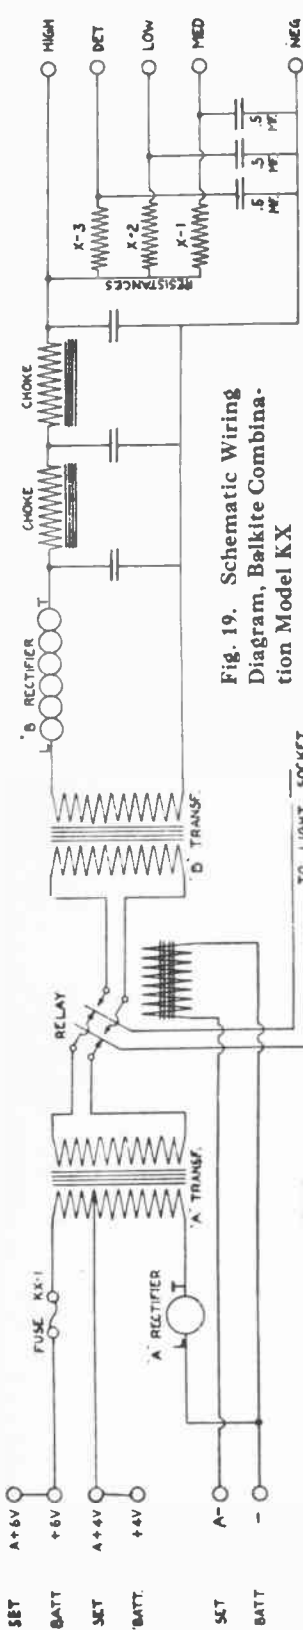 HIGH
DET
LOW
MED
NEG
.5 MF.
.5 MF.
.5 MF.
X-3
X-2
X-1
RESISTANCES
CHOKE
CHOKE
"B" RECTIFIER
L
T
"B" TRANSF.
RELAY
TO LIGHT SOCKET
"A" TRANSF.
FUSE KX-1
"A" RECTIFIER
L
T
SET
A+6V
BATT
+6V
SET
A+4V
BATT.
+4V
SET
A-
BATT
-
Fig. 19. Schematic Wiring
Diagram, Balkite Combina-
tion Model KX